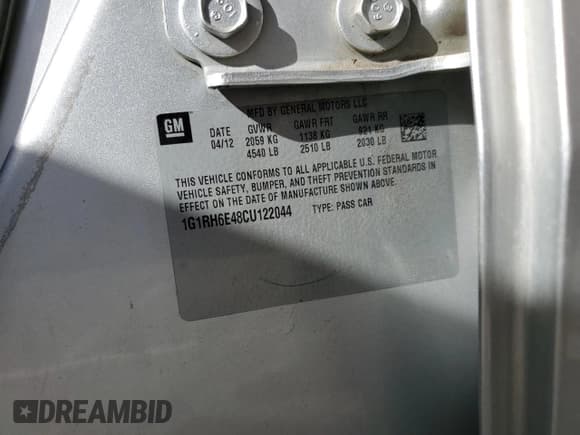 MFD BY GENERAL MOTORS LLC
GM
DATE GVWR GAWR FRT GAWR RR
04/12 2059 KG 1138 KG 921 KG
4540 LB 2510 LB 2030 LB
THIS VEHICLE CONFORMS TO ALL APPLICABLE U.S. FEDERAL MOTOR
VEHICLE SAFETY, BUMPER, AND THEFT PREVENTION STANDARDS IN
EFFECT ON THE DATE OF MANUFACTURE SHOWN ABOVE.
1G1RH6E48CU122044 TYPE: PASS CAR
DREAMBID